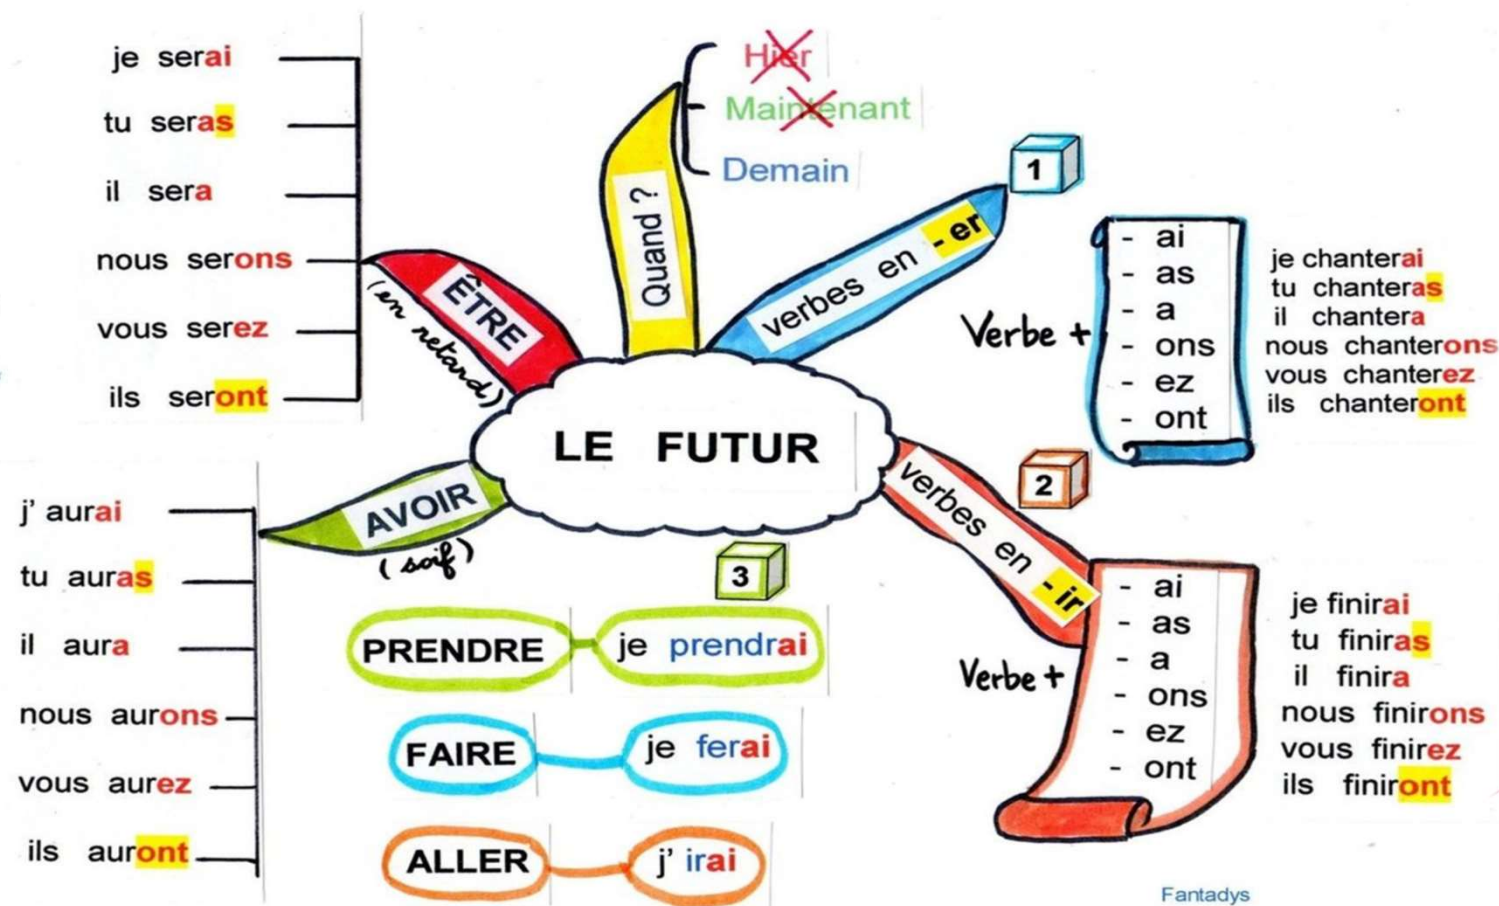 LE FUTUR
Quand ?
Hier
Maintenant
Demain
ÊTRE
(en retard)
je serai
tu seras
il sera
nous serons
vous serez
ils seront
AVOIR
(soif)
j' aurai
tu auras
il aura
nous aurons
vous aurez
ils auront
1
verbes en - er
Verbe +
- ai
- as
- a
- ons
- ez
- ont
je chanterai
tu chanteras
il chantera
nous chanterons
vous chanterez
ils chanteront
2
verbes en - ir
Verbe +
- ai
- as
- a
- ons
- ez
- ont
je finirai
tu finiras
il finira
nous finirons
vous finirez
ils finiront
3
PRENDRE je prendrai
FAIRE je ferai
ALLER j' irai
Fantadys